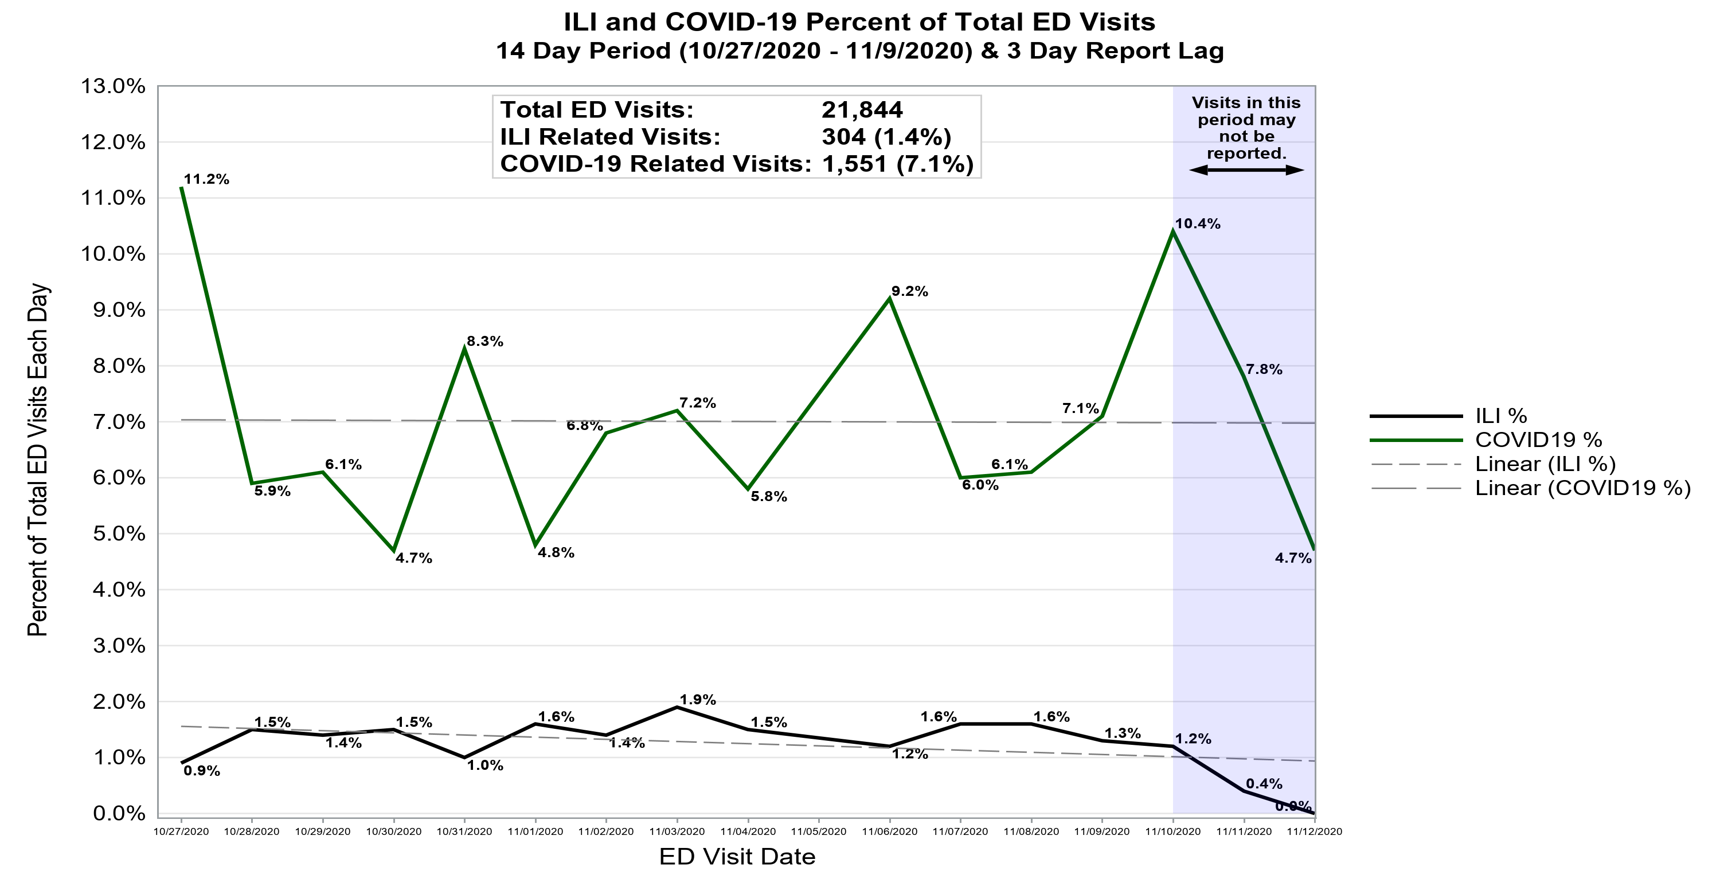 ILI and COVID-19 Percent of Total ED Visits
14 Day Period (10/27/2020 - 11/9/2020) & 3 Day Report Lag
13.0%
12.0%
11.0%
10.0%
9.0%
8.0%
7.0%
6.0%
5.0%
4.0%
3.0%
2.0%
1.0%
0.0%
Percent of Total ED Visits Each Day
Total ED Visits: 21,844
ILI Related Visits: 304 (1.4%)
COVID-19 Related Visits: 1,551 (7.1%)
Visits in this
period may
not be
reported.
11.2%
5.9%
6.1%
4.7%
8.3%
4.8%
6.8%
7.2%
5.8%
9.2%
6.0%
6.1%
7.1%
10.4%
7.8%
4.7%
0.9%
1.5%
1.4%
1.5%
1.0%
1.6%
1.4%
1.9%
1.5%
1.2%
1.6%
1.6%
1.3%
1.2%
0.4%
0.0%
10/27/2020 10/28/2020 10/29/2020 10/30/2020 10/31/2020 11/01/2020 11/02/2020 11/03/2020 11/04/2020 11/05/2020 11/06/2020 11/07/2020 11/08/2020 11/09/2020 11/10/2020 11/11/2020 11/12/2020
ED Visit Date
ILI %
COVID19 %
Linear (ILI %)
Linear (COVID19 %)